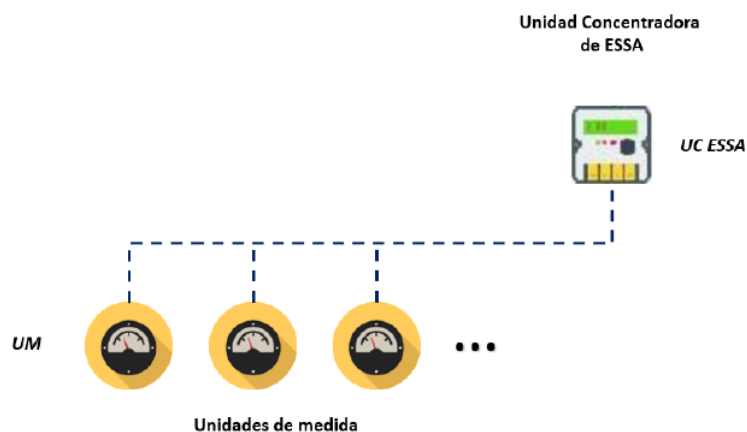 Unidad Concentradora
de ESSA
UC ESSA
UM
...
Unidades de medida